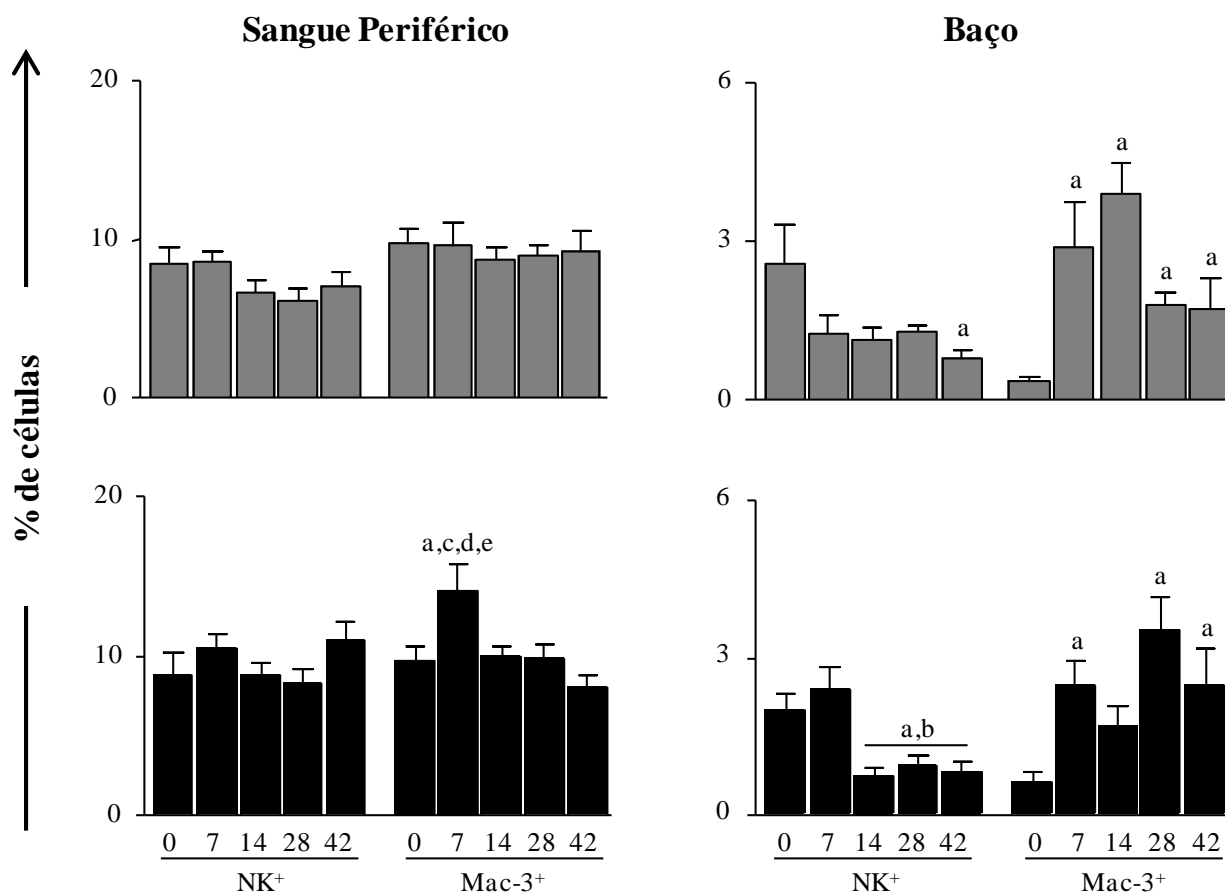 Sangue Periférico
Baço
% de células
20
10
0
6
3
0
a
a
a
a
a
20
10
0
a,c,d,e
6
3
0
a,b
a
a
a
0 7 14 28 42 0 7 14 28 42
NK⁺ Mac-3⁺
0 7 14 28 42 0 7 14 28 42
NK⁺ Mac-3⁺